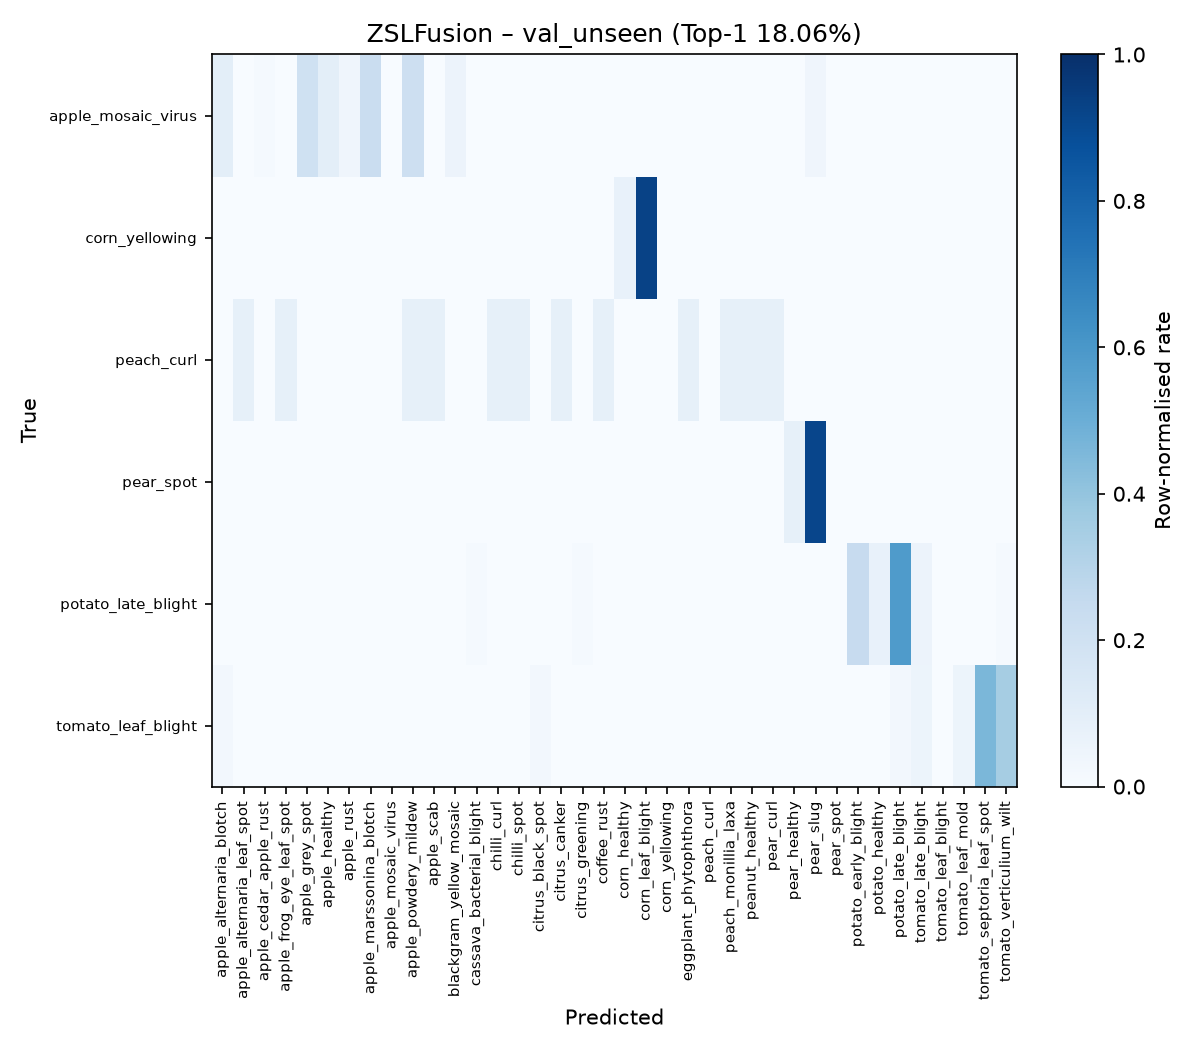 ZSLFusion – val_unseen (Top-1 18.06%)
True
apple_mosaic_virus
corn_yellowing
peach_curl
pear_spot
potato_late_blight
tomato_leaf_blight
apple_alternaria_blotch
apple_alternaria_leaf_spot
apple_cedar_apple_rust
apple_frog_eye_leaf_spot
apple_grey_spot
apple_healthy
apple_rust
apple_marssonina_blotch
apple_mosaic_virus
apple_powdery_mildew
apple_scab
blackgram_yellow_mosaic
cassava_bacterial_blight
chilli_curl
chilli_spot
citrus_black_spot
citrus_canker
citrus_greening
coffee_rust
corn_healthy
corn_leaf_blight
corn_yellowing
eggplant_phytophthora
peach_curl
peach_monillia_laxa
peanut_healthy
pear_curl
pear_healthy
pear_slug
pear_spot
potato_early_blight
potato_healthy
potato_late_blight
tomato_late_blight
tomato_leaf_blight
tomato_leaf_mold
tomato_septoria_leaf_spot
tomato_verticulium_wilt
Predicted
1.0
0.8
0.6
0.4
0.2
0.0
Row-normalised rate